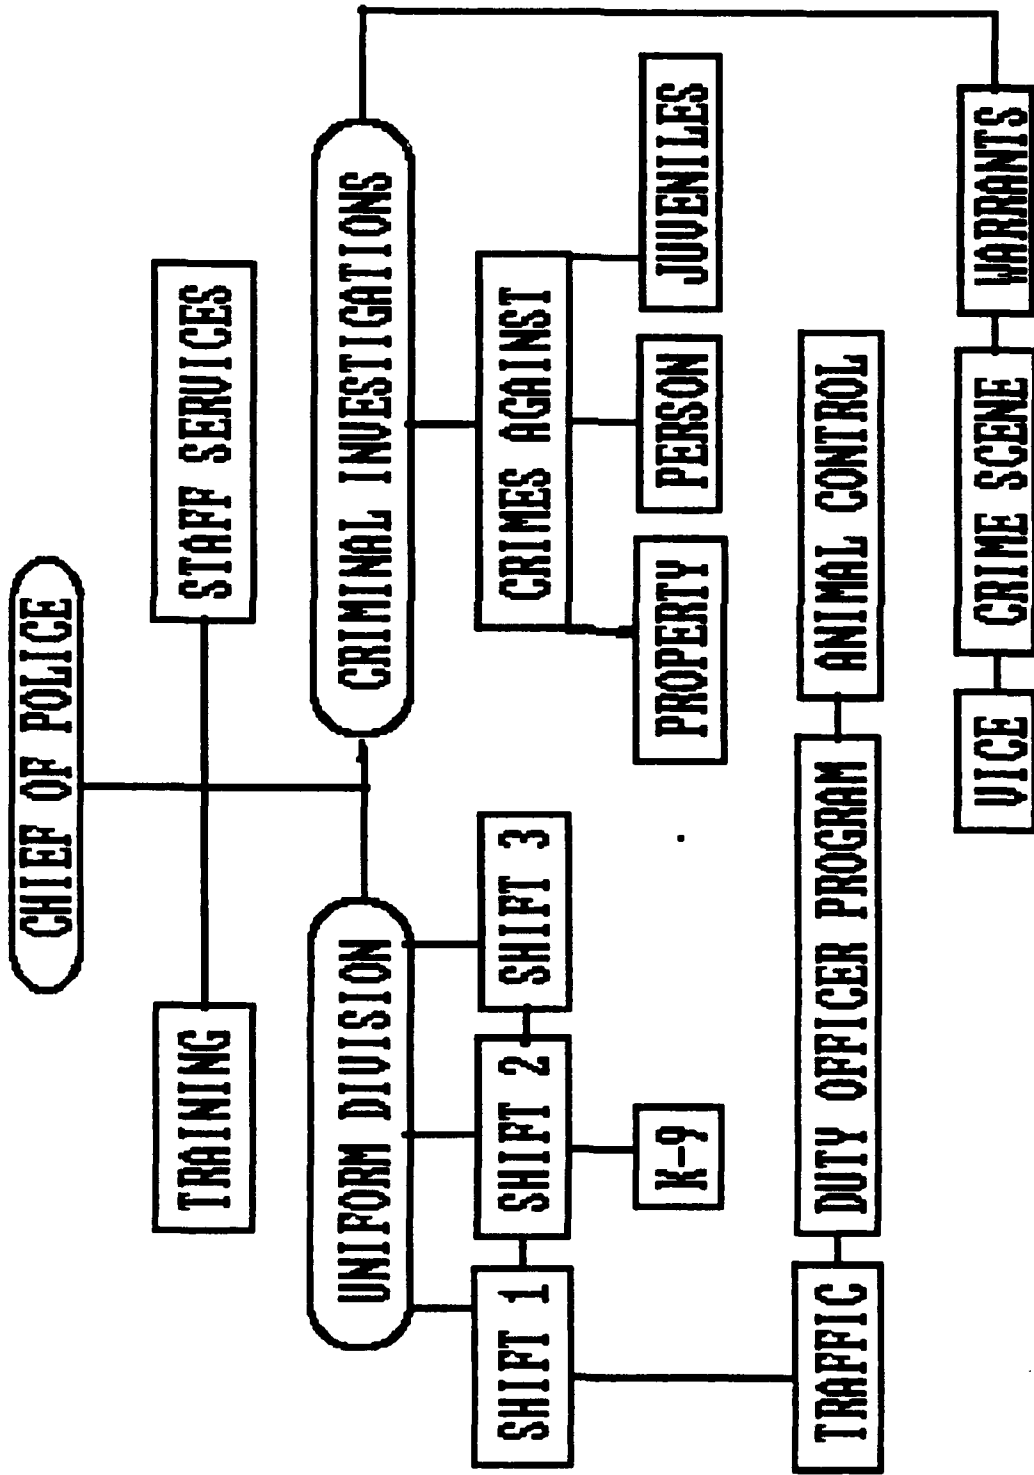 CHIEF OF POLICE
TRAINING
STAFF SERVICES
UNIFORM DIVISION
CRIMINAL INVESTIGATIONS
SHIFT 1
SHIFT 2
SHIFT 3
CRIMES AGAINST
K-9
PROPERTY
PERSON
JUVENILES
TRAFFIC
DUTY OFFICER PROGRAM
ANIMAL CONTROL
VICE
CRIME SCENE
WARRANTS